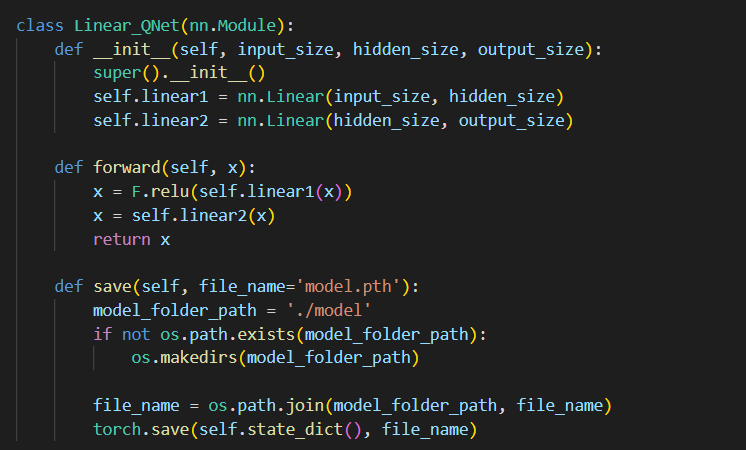 class Linear_QNet(nn.Module):
    def __init__(self, input_size, hidden_size, output_size):
        super().__init__()
        self.linear1 = nn.Linear(input_size, hidden_size)
        self.linear2 = nn.Linear(hidden_size, output_size)

    def forward(self, x):
        x = F.relu(self.linear1(x))
        x = self.linear2(x)
        return x

    def save(self, file_name='model.pth'):
        model_folder_path = './model'
        if not os.path.exists(model_folder_path):
            os.makedirs(model_folder_path)

        file_name = os.path.join(model_folder_path, file_name)
        torch.save(self.state_dict(), file_name)